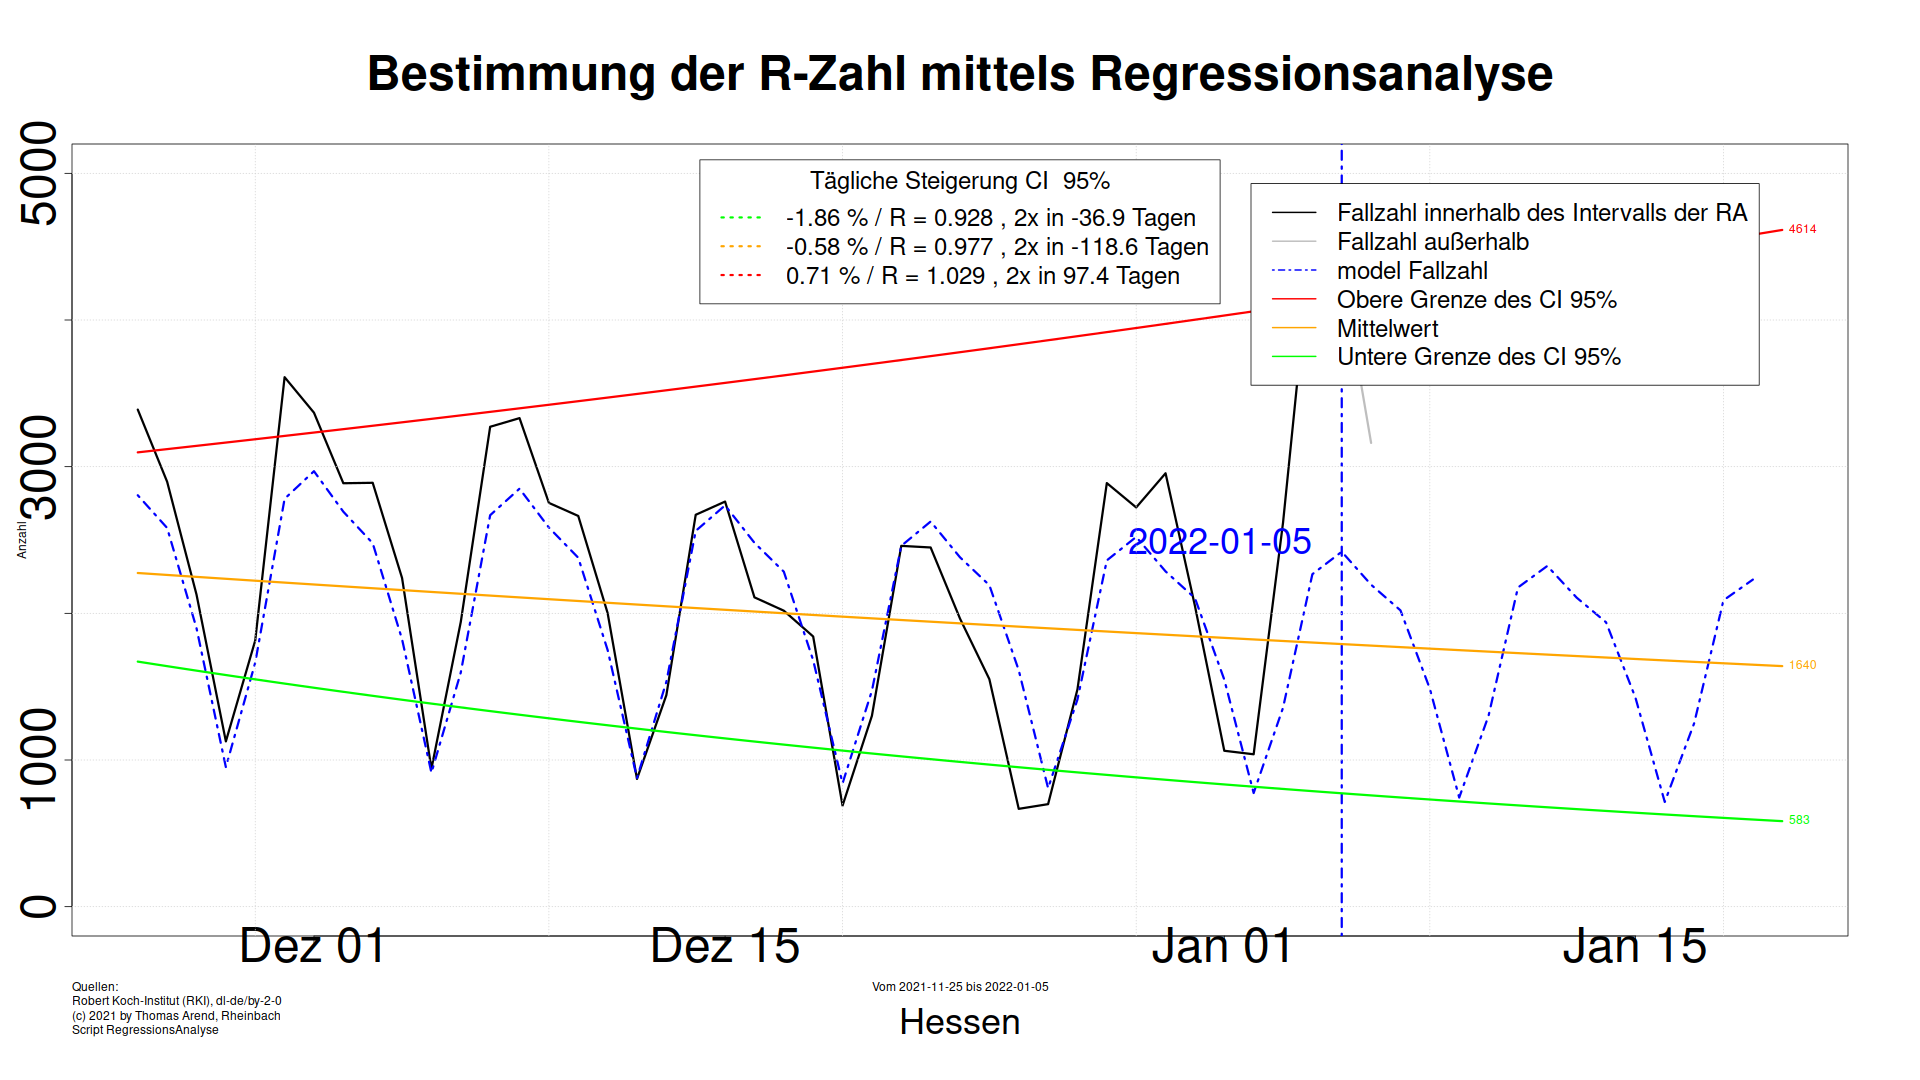 Bestimmung der R-Zahl mittels Regressionsanalyse
Anzahl
5000
3000
1000
0
Tägliche Steigerung CI  95%
-1.86 % / R = 0.928 , 2x in -36.9 Tagen
-0.58 % / R = 0.977 , 2x in -118.6 Tagen
0.71 % / R = 1.029 , 2x in 97.4 Tagen
Fallzahl innerhalb des Intervalls der RA
Fallzahl außerhalb
model Fallzahl
Obere Grenze des CI 95%
Mittelwert
Untere Grenze des CI 95%
4614
2022-01-05
1640
583
Dez 01
Dez 15
Jan 01
Jan 15
Quellen:
Robert Koch-Institut (RKI), dl-de/by-2-0
(c) 2021 by Thomas Arend, Rheinbach
Script RegressionsAnalyse
Vom 2021-11-25 bis 2022-01-05
Hessen